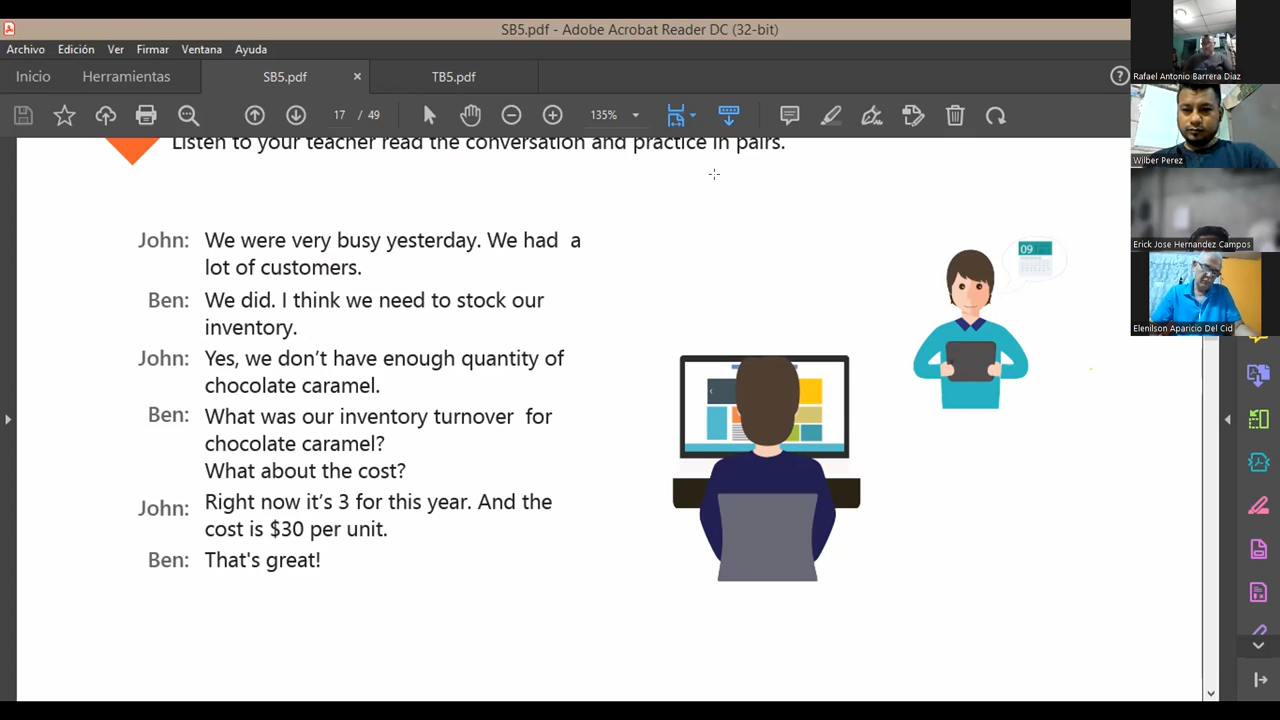 SB5.pdf - Adobe Acrobat Reader DC (32-bit)
Archivo Edición Ver Firmar Ventana Ayuda
Inicio Herramientas SB5.pdf × TB5.pdf
17 / 49 135%
Listen to your teacher read the conversation and practice in pairs.
John: We were very busy yesterday. We had a
lot of customers.
Ben: We did. I think we need to stock our
inventory.
John: Yes, we don't have enough quantity of
chocolate caramel.
Ben: What was our inventory turnover for
chocolate caramel?
What about the cost?
John: Right now it's 3 for this year. And the
cost is $30 per unit.
Ben: That's great!
09
Rafael Antonio Barrera Diaz
Wilber Perez
Erick Jose Hernandez Campos
Elenilson Aparicio Del Cid